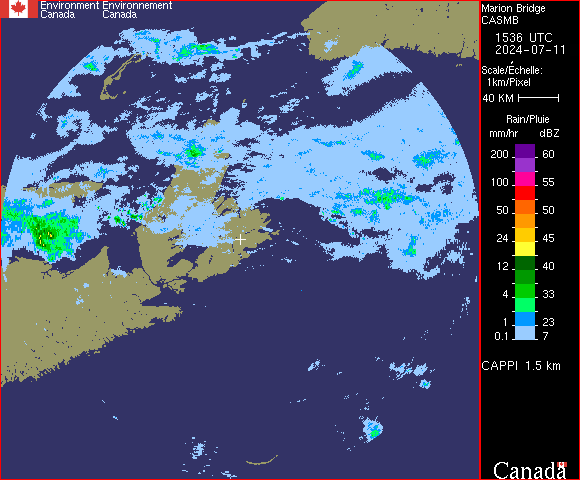 Environment Environnement
Canada Canada
Marion Bridge
CASMB
1536 UTC
2024-07-11
Scale/Echelle:
1km/Pixel
40 KM
Rain/Pluie
mm/hr dBZ
200 60
100 55
50 50
24 45
12 40
4 33
1 23
0.1 7
CAPPI 1.5 km
Canada